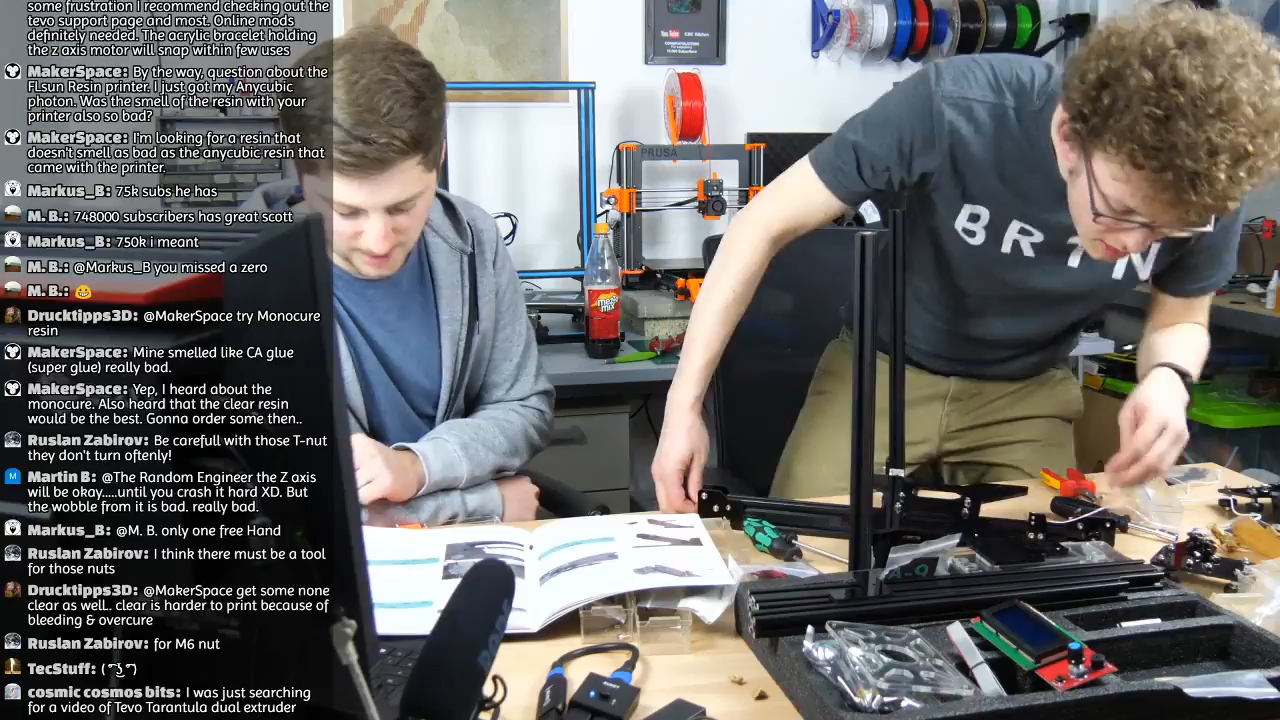 some frustration I recommend checking out the
tevo support page and most. Online mods
definitely needed. The acrylic bracelet holding
the z axis motor will snap within few uses
MakerSpace: By the way, question about the
FLsun Resin printer. I just got my Anycubic
photon. Was the smell of the resin with your
printer also so bad?
MakerSpace: I'm looking for a resin that
doesn't smell as bad as the anycubic resin that
came with the printer.
Markus_B: 75k subs he has
M. B.: 748000 subscribers has great scott
Markus_B: 750k i meant
M. B.: @Markus_B you missed a zero
M. B.: 😀
Drucktipps3D: @MakerSpace try Monocure
resin
MakerSpace: Mine smelled like CA glue
(super glue) really bad.
MakerSpace: Yep, I heard about the
monocure. Also heard that the clear resin
would be the best. Gonna order some then..
Ruslan Zabirov: Be carefull with those T-nut
they don't turn oftenly!
Martin B: @The Random Engineer the Z axis
will be okay.....until you crash it hard XD. But
the wobble from it is bad. really bad.
Markus_B: @M. B. only one free Hand
Ruslan Zabirov: I think there must be a tool
for those nuts
Drucktipps3D: @MakerSpace get some none
clear as well.. clear is harder to print because of
bleeding & overcure
Ruslan Zabirov: for M6 nut
TecStuff: ( ͡° ͜ʖ ͡°)
cosmic cosmos bits: I was just searching
for a video of Tevo Tarantula dual extruder
YouTube
PRUSA
mezzo
mix
BRTN